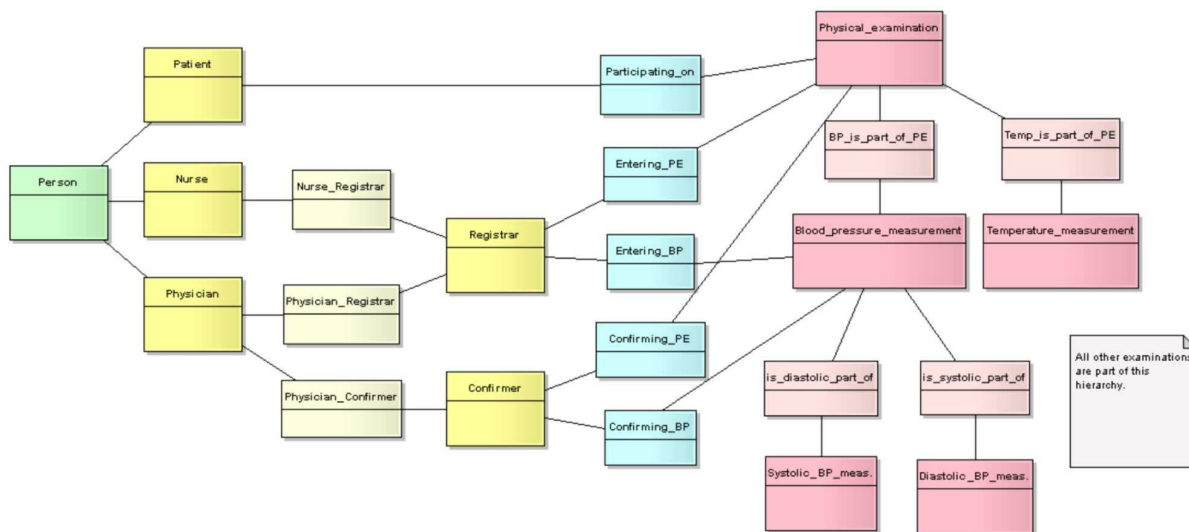 Physical_examination
Patient
Participating_on
BP_is_part_of_PE
Temp_is_part_of_PE
Person
Nurse
Nurse_Registrar
Entering_PE
Registrar
Blood_pressure_measurement
Temperature_measurement
Entering_BP
Physician
Physician_Registrar
Confirming_PE
All other examinations
are part of this
hierarchy.
is_diastolic_part_of
is_systolic_part_of
Physician_Confirmer
Confirmer
Confirming_BP
Systolic_BP_meas.
Diastolic_BP_meas.